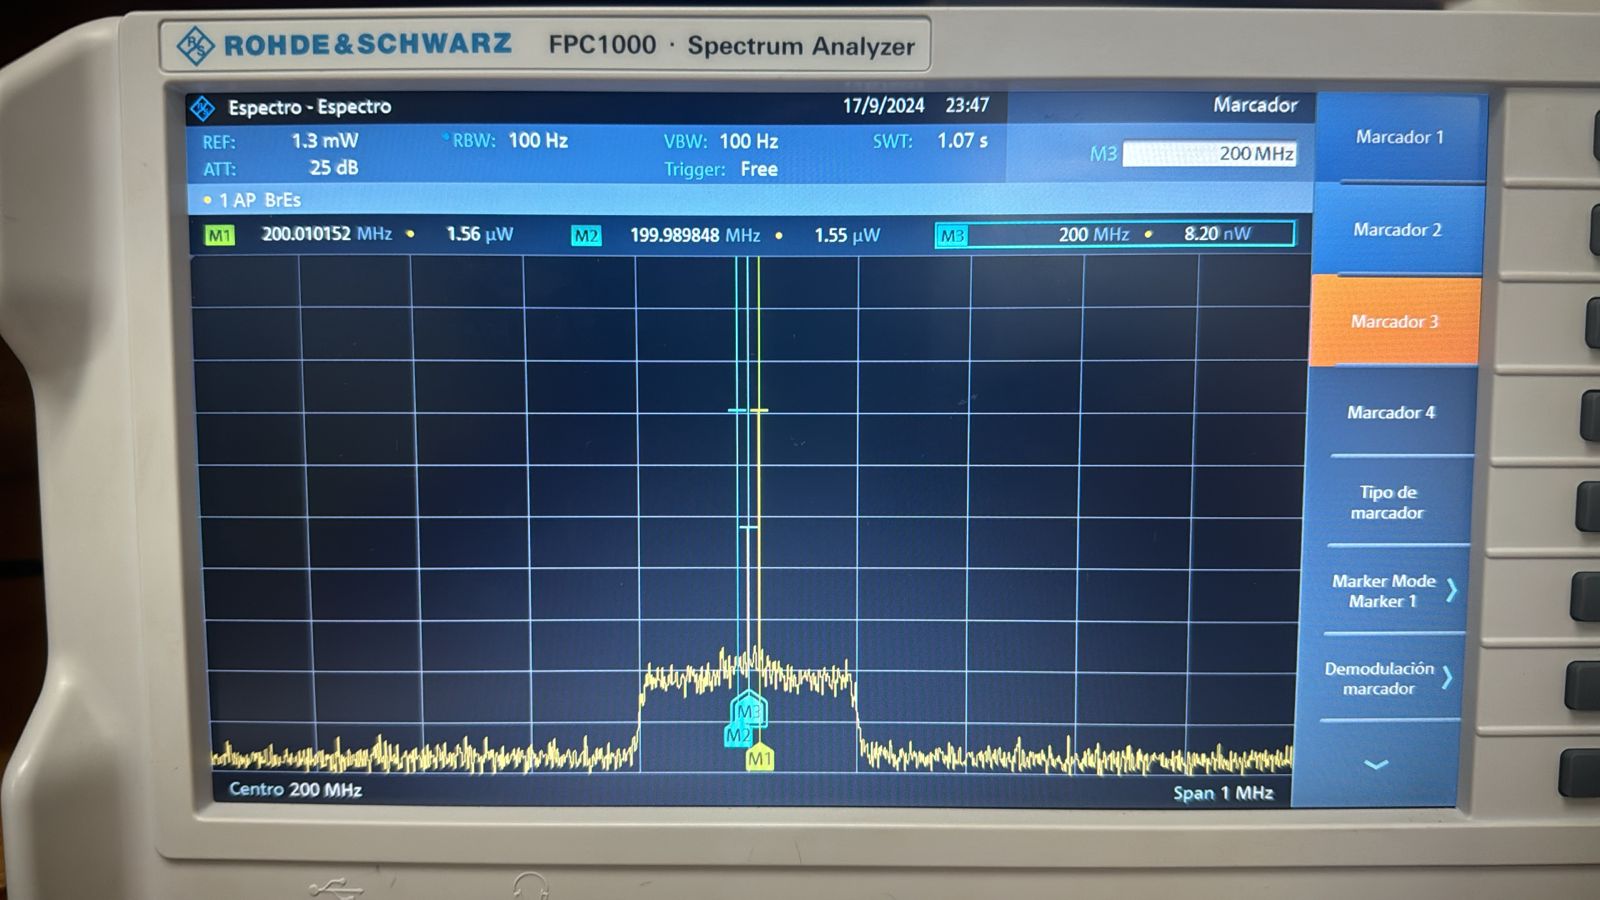 ROHDE & SCHWARZ FPC1000 · Spectrum Analyzer
Espectro - Espectro 17/9/2024 23:47 Marcador
REF: 1.3 mW RBW: 100 Hz VBW: 100 Hz SWT: 1.07 s M3 200 MHz
ATT: 25 dB Trigger: Free
1 AP BrEs
M1 200.010152 MHz 1.56 µW M2 199.989848 MHz 1.55 µW M3 200 MHz 8.20 nW
Marcador 1
Marcador 2
Marcador 3
Marcador 4
Tipo de
marcador
Marker Mode
Marker 1
Demodulación
marcador
M3
M2
M1
Centro 200 MHz Span 1 MHz